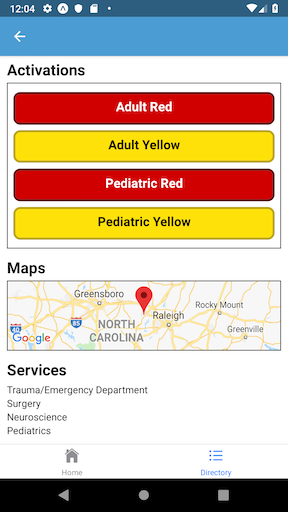 12:04
Activations
Adult Red
Adult Yellow
Pediatric Red
Pediatric Yellow
Maps
Greensboro
Rocky Mount
Raleigh
85
NORTH
CAROLINA
Greenville
40
Google
Services
Trauma/Emergency Department
Surgery
Neuroscience
Pediatrics
Home
Directory